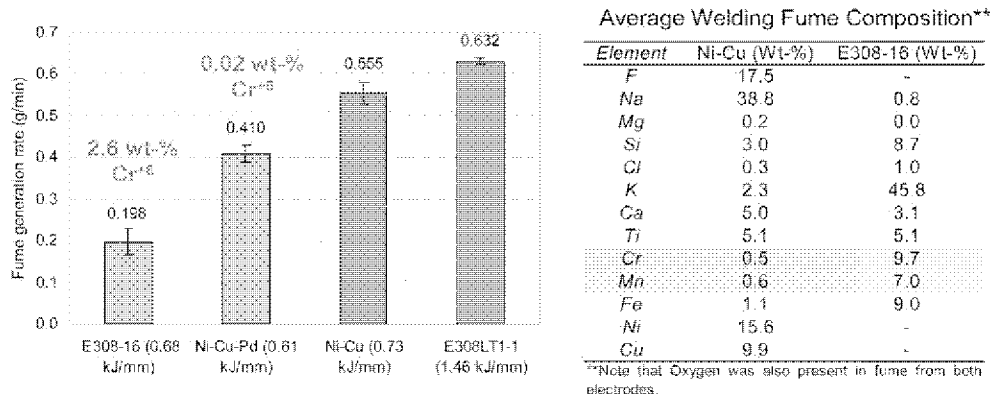 Fume generation rate (g/min)
0.7
0.6
0.5
0.4
0.3
0.2
0.1
0.0
2.6 wt-%
Cr+6
0.198
0.02 wt-%
Cr+6
0.410
0.555
0.632
E308-16 (0.68
kJ/mm)
Ni-Cu-Pd (0.61
kJ/mm)
Ni-Cu (0.73
kJ/mm)
E308LT1-1
(1.46 kJ/mm)
Average Welding Fume Composition**
Element Ni-Cu (Wt-%) E308-16 (Wt-%)
F 17.5 -
Na 38.8 0.8
Mg 0.2 0.0
Si 3.0 8.7
Cl 0.3 1.0
K 2.3 45.8
Ca 5.0 3.1
Ti 5.1 5.1
Cr 0.5 9.7
Mn 0.6 7.0
Fe 1.1 9.0
Ni 15.6 -
Cu 9.9 -
**Note that Oxygen was also present in fume from both
electrodes.